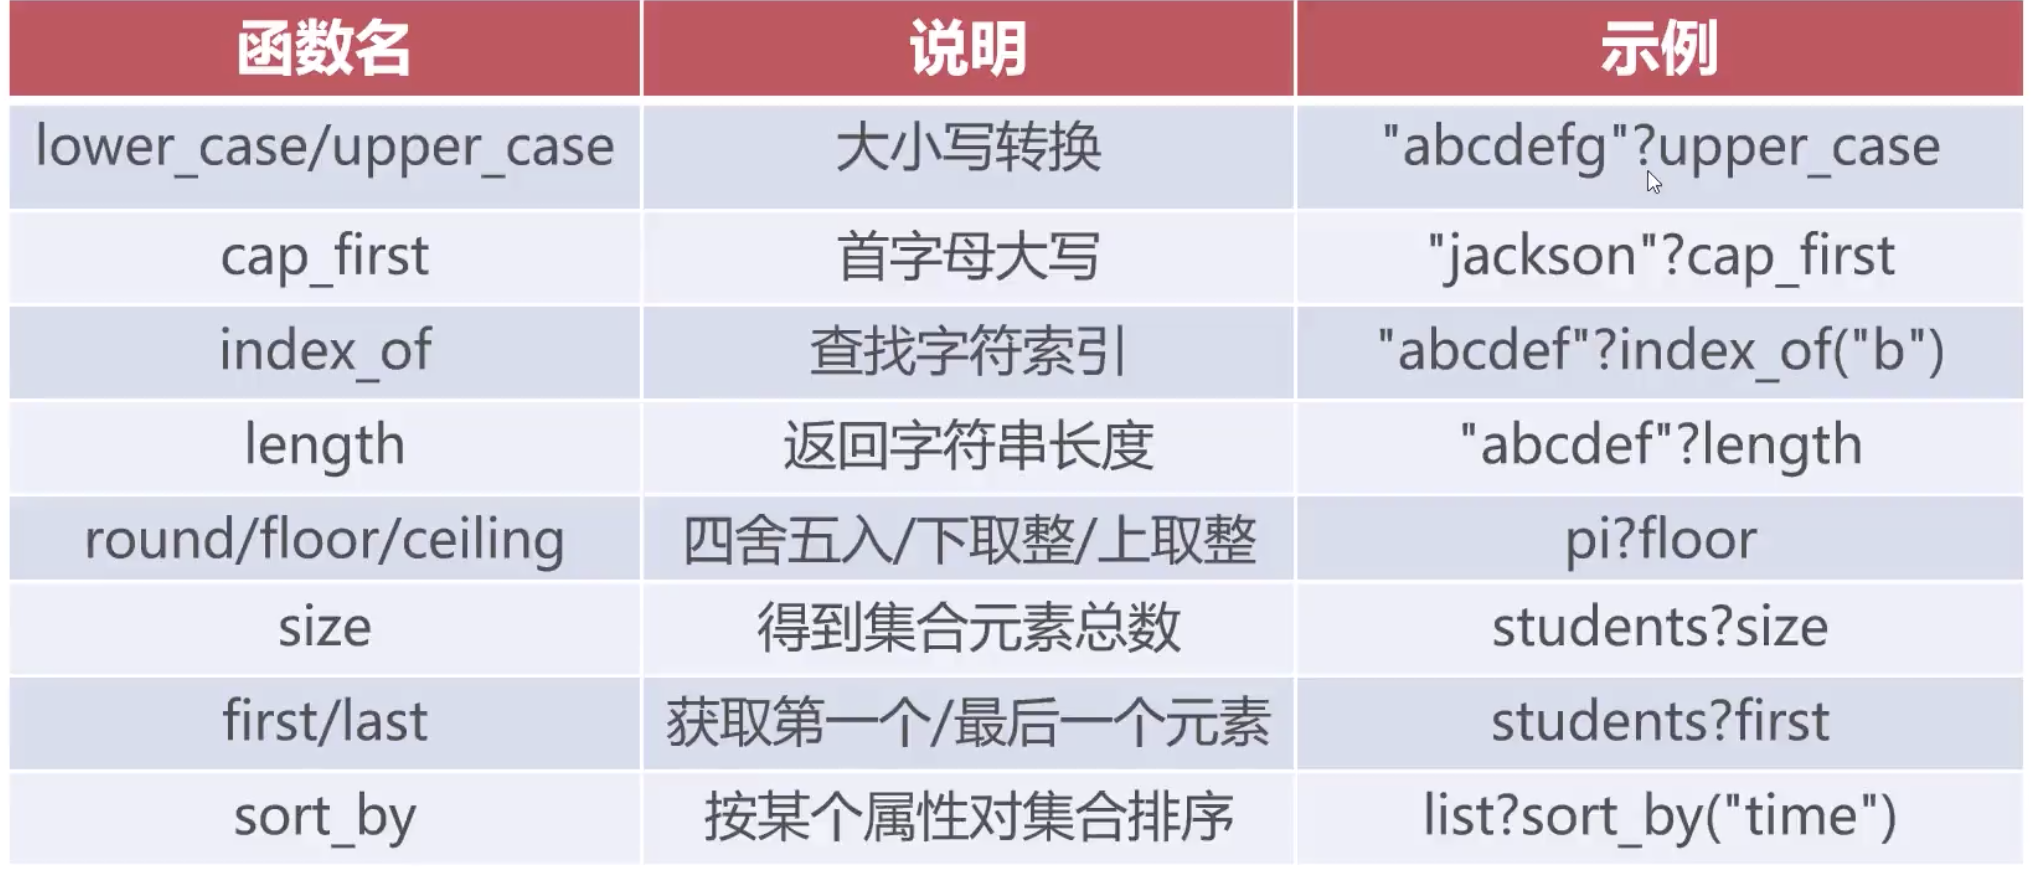 函数名 说明 示例
lower_case/upper_case 大小写转换 "abcdefg"?upper_case
cap_first 首字母大写 "jackson"?cap_first
index_of 查找字符索引 "abcdef"?index_of("b")
length 返回字符串长度 "abcdef"?length
round/floor/ceiling 四舍五入/下取整/上取整 pi?floor
size 得到集合元素总数 students?size
first/last 获取第一个/最后一个元素 students?first
sort_by 按某个属性对集合排序 list?sort_by("time")